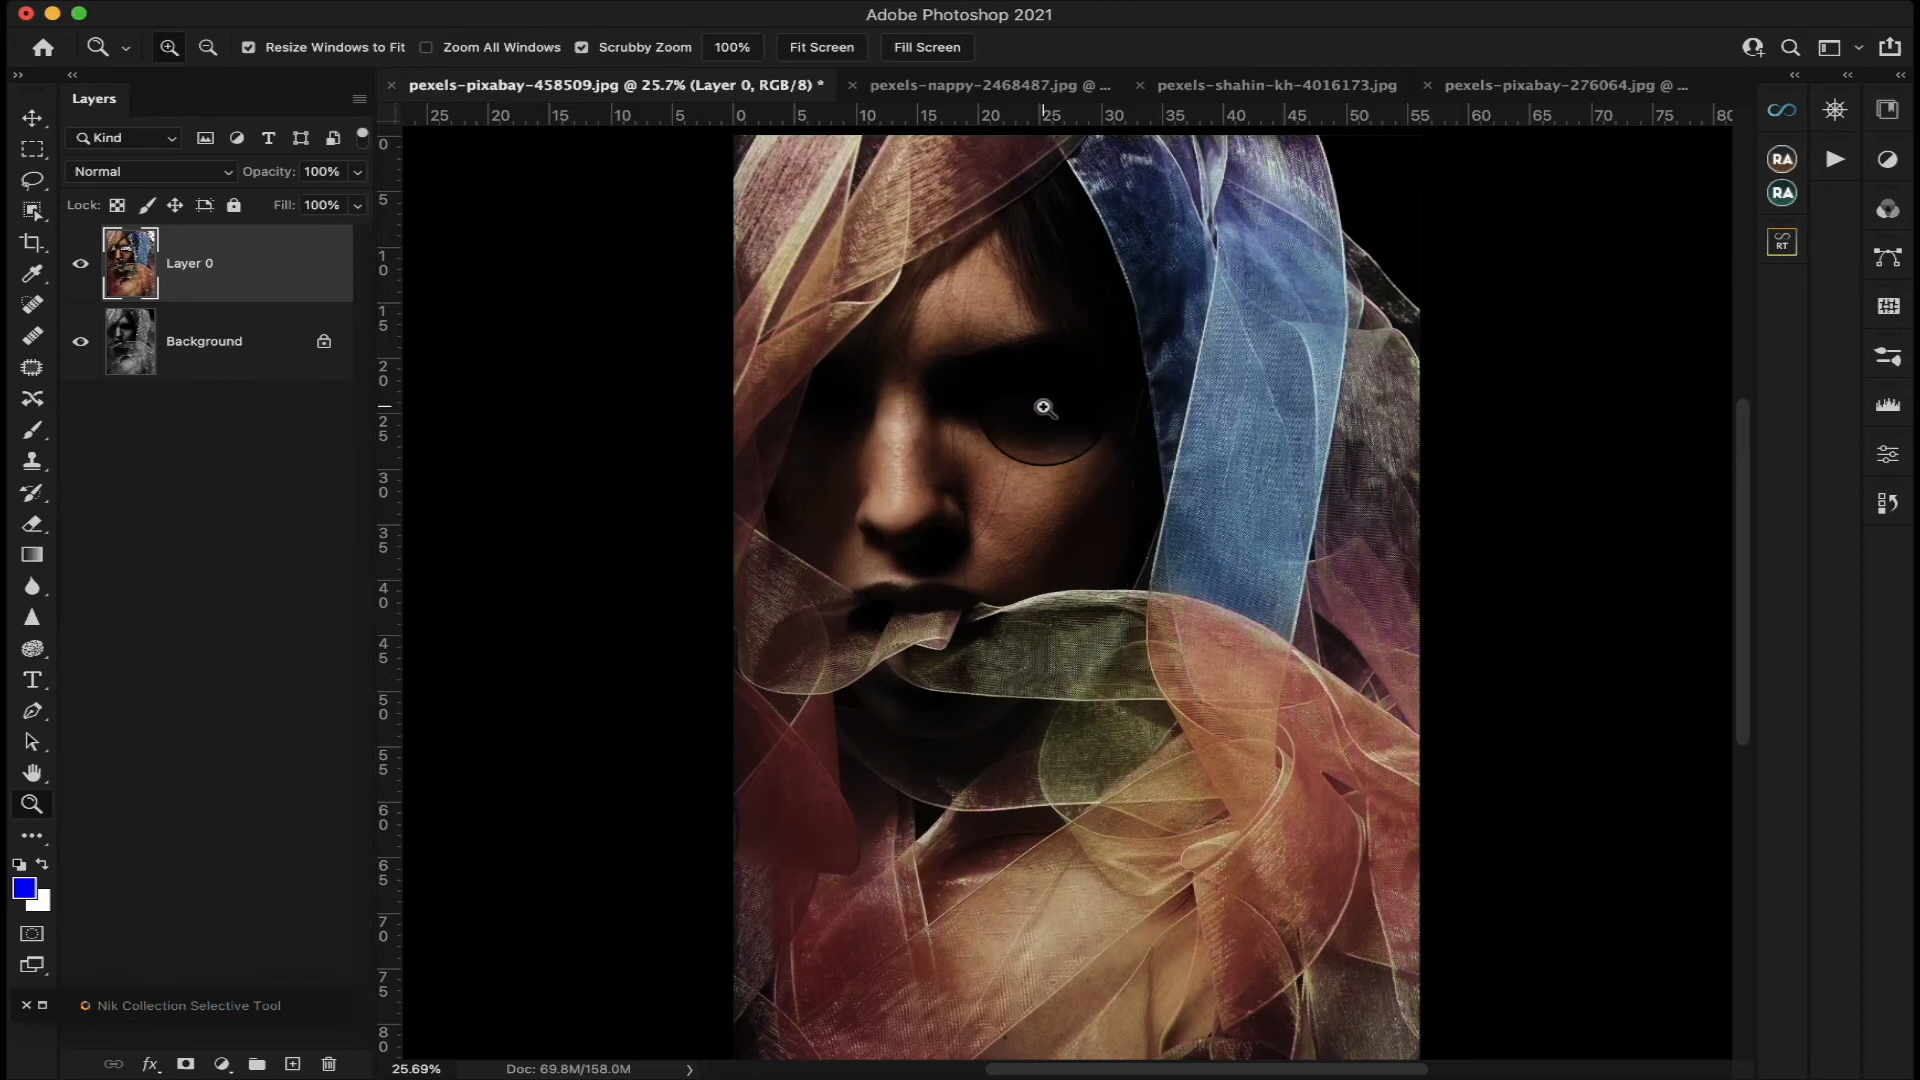 Adobe Photoshop 2021
Resize Windows to Fit
Zoom All Windows
Scrubby Zoom
100%
Fit Screen
Fill Screen
Layers
pexels-pixabay-458509.jpg @ 25.7% (Layer 0, RGB/8) *
pexels-nappy-2468487.jpg @ ...
pexels-shahin-kh-4016173.jpg
pexels-pixabay-276064.jpg @ ...
25 20 15 10 5 0 5 10 15 20 25 30 35 40 45 50 55 60 65 70 75 80
Kind
Normal
Opacity: 100%
Lock:
Fill: 100%
Layer 0
Background
0
5
10
15
20
25
30
35
40
45
50
55
60
65
70
75
80
RA
RA
RT
Nik Collection Selective Tool
fx
25.69%
Doc: 69.8M/158.0M